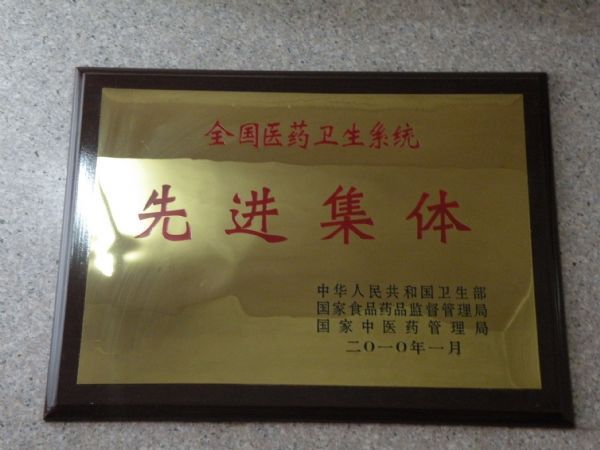 全国医药卫生系统
先进集体
中华人民共和国卫生部
国家食品药品监督管理局
国家中医药管理局
二〇一〇年一月